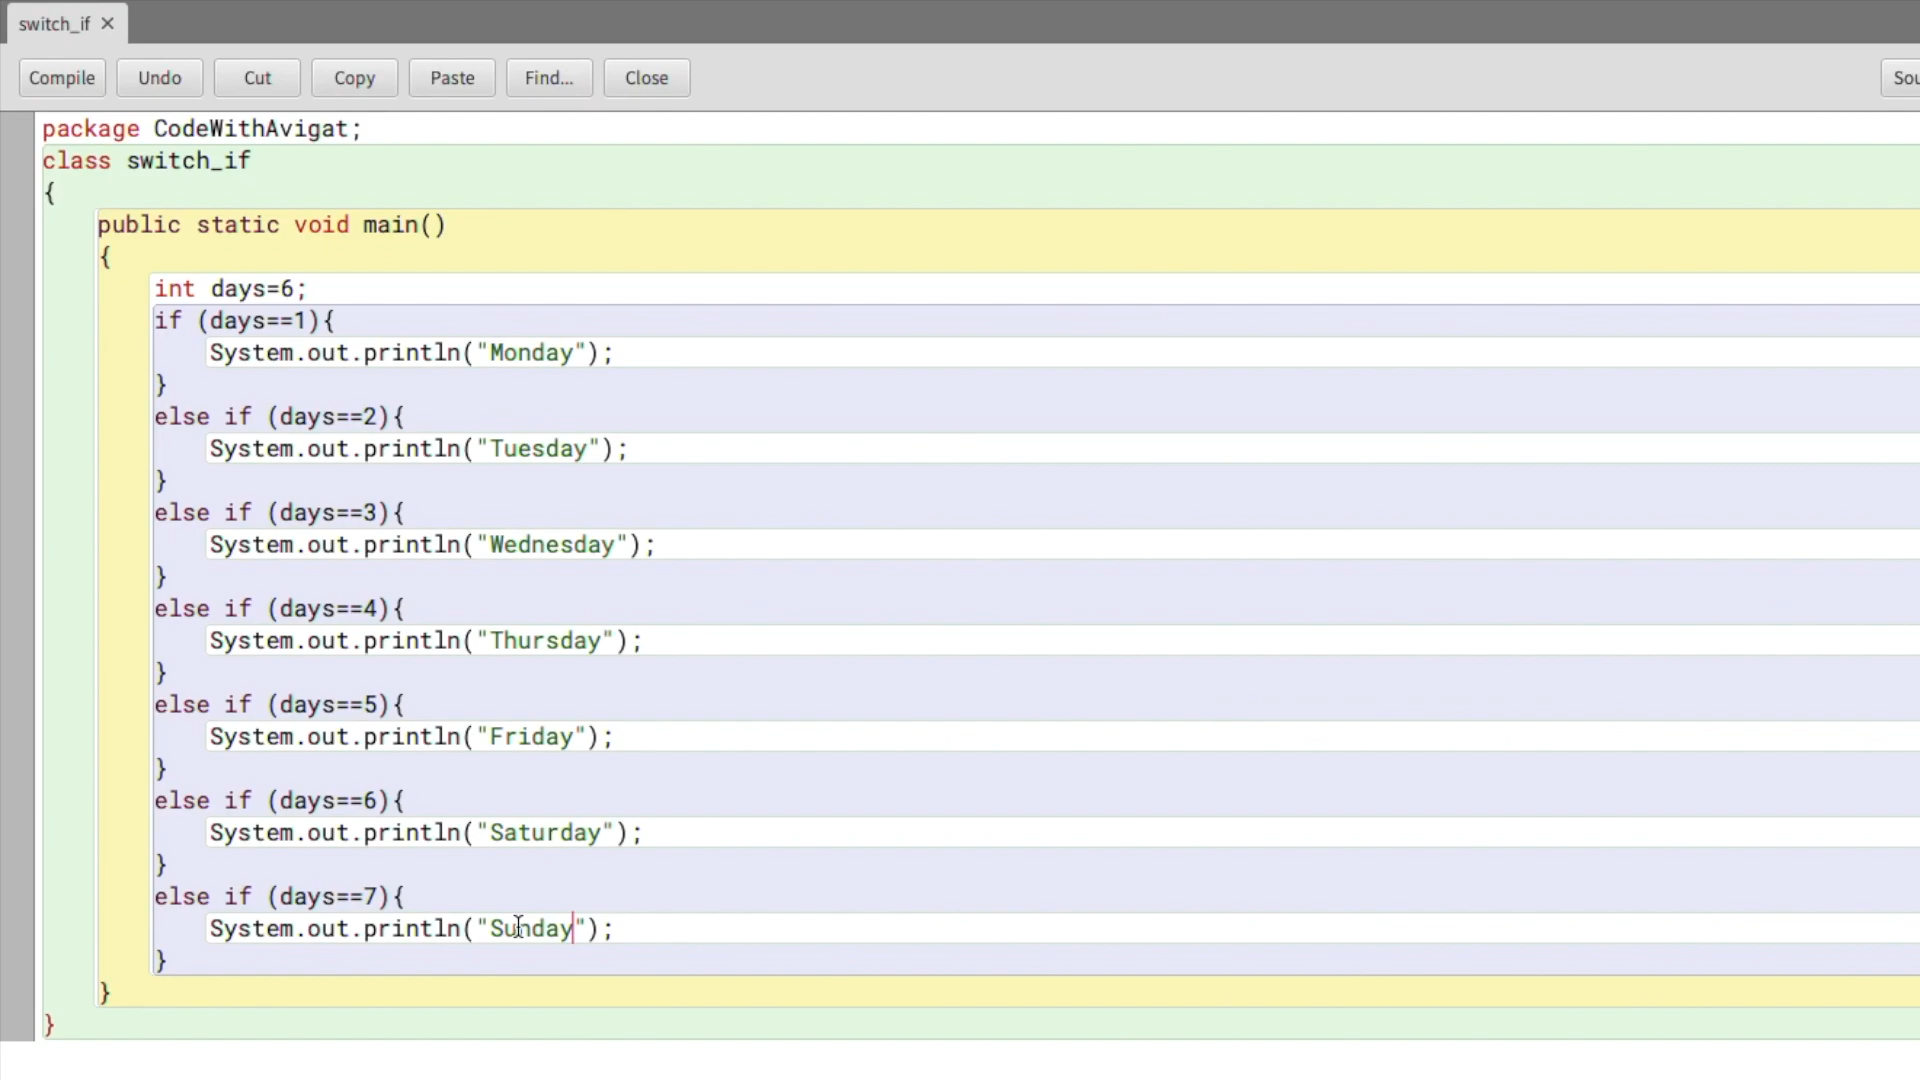 switch_if ×
Compile Undo Cut Copy Paste Find... Close Sou
package CodeWithAvigat;
class switch_if
{
    public static void main()
    {
        int days=6;
        if (days==1){
            System.out.println("Monday");
        }
        else if (days==2){
            System.out.println("Tuesday");
        }
        else if (days==3){
            System.out.println("Wednesday");
        }
        else if (days==4){
            System.out.println("Thursday");
        }
        else if (days==5){
            System.out.println("Friday");
        }
        else if (days==6){
            System.out.println("Saturday");
        }
        else if (days==7){
            System.out.println("Sunday");
        }
    }
}